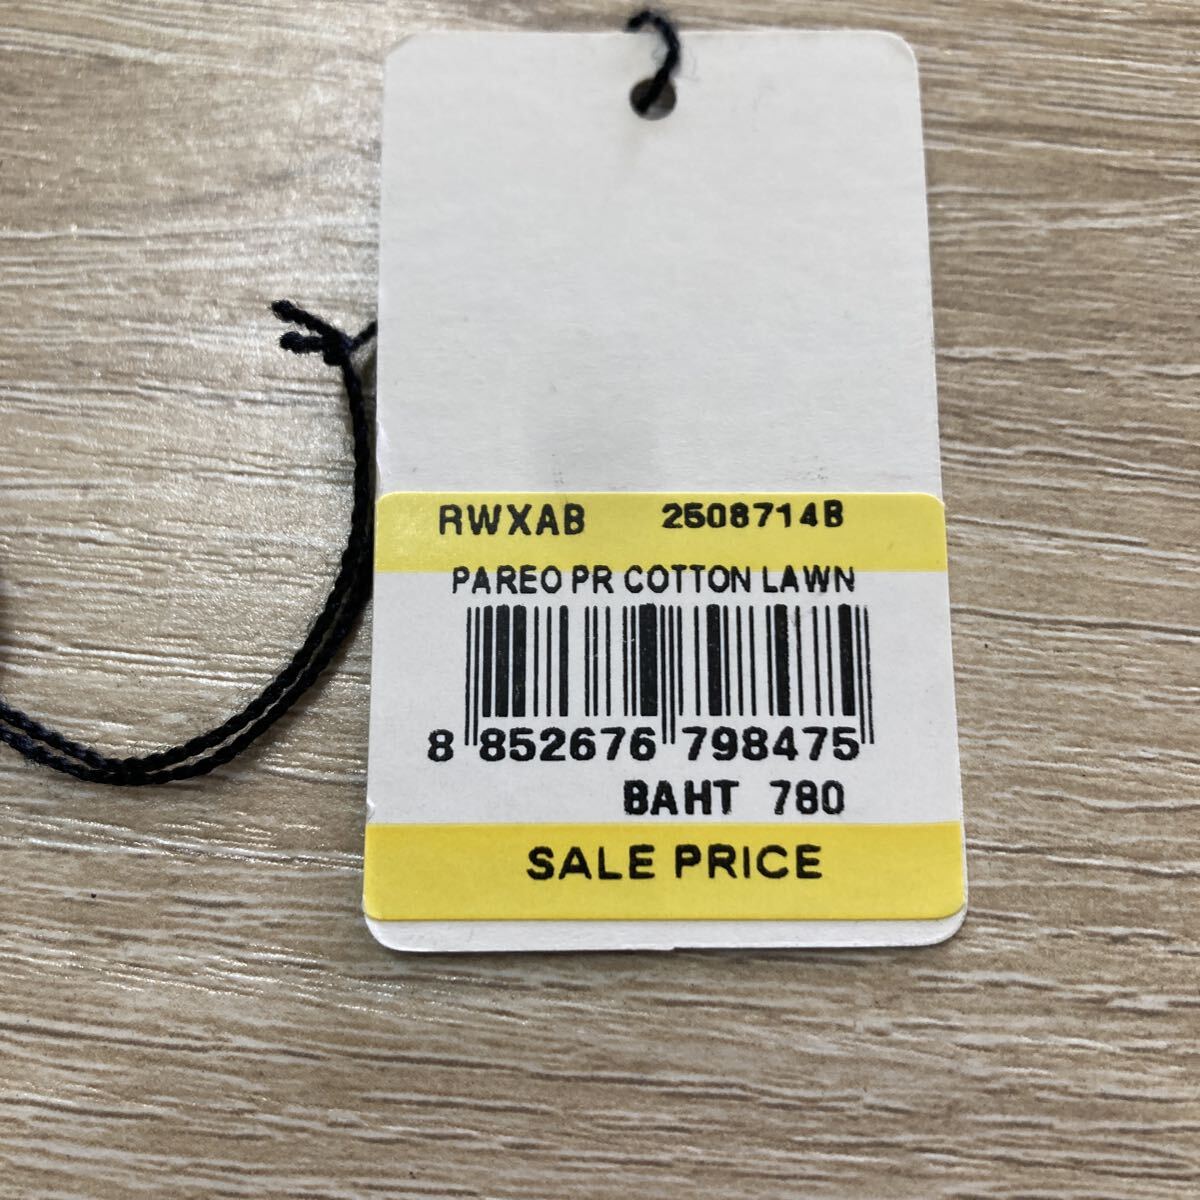 RWXAB 2508714B
PAREO PR COTTON LAWN
8 852676 798475
BAHT 780
SALE PRICE